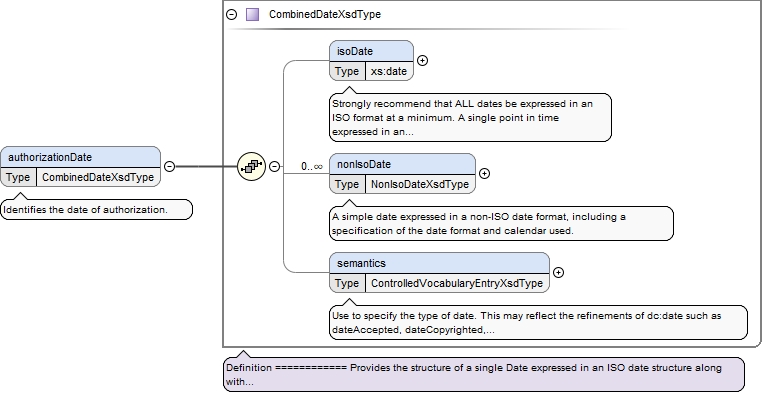 CombinedDateXsdType
isoDate
Type xs:date
Strongly recommend that ALL dates be expressed in an
ISO format at a minimum. A single point in time
expressed in an...
authorizationDate
Type CombinedDateXsdType
Identifies the date of authorization.
0..∞
nonIsoDate
Type NonIsoDateXsdType
A simple date expressed in a non-ISO date format, including a
specification of the date format and calendar used.
semantics
Type ControlledVocabularyEntryXsdType
Use to specify the type of date. This may reflect the refinements of dc:date such as
dateAccepted, dateCopyrighted,...
Definition ============ Provides the structure of a single Date expressed in an ISO date structure along
with...